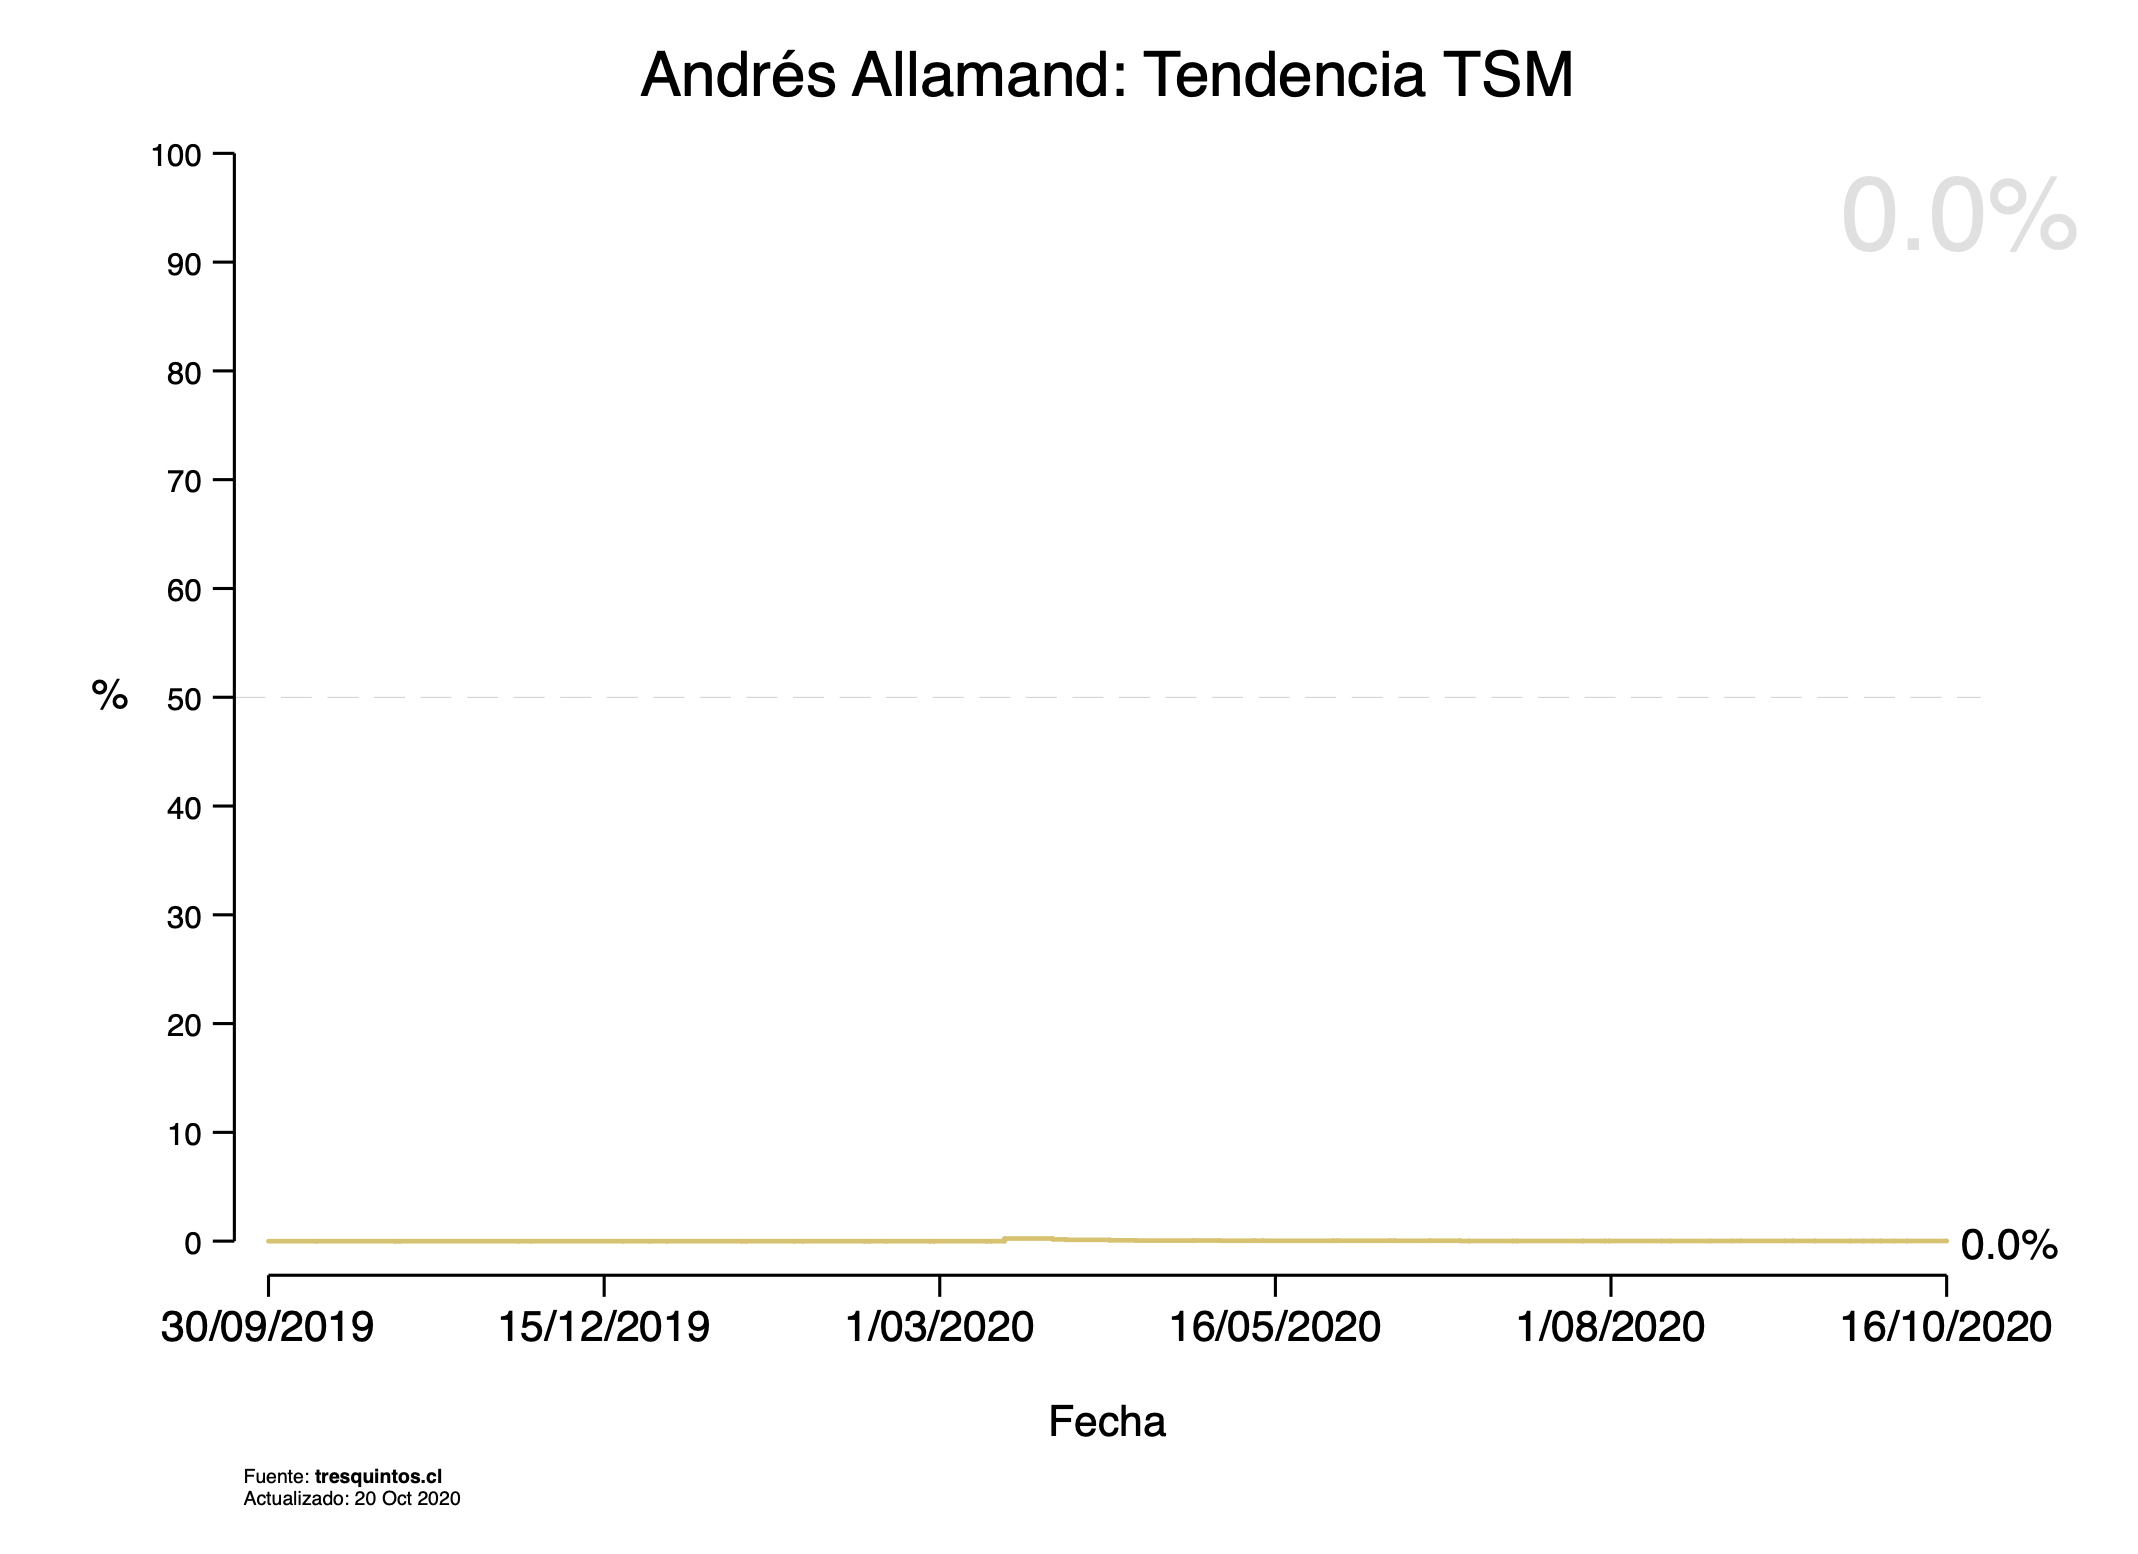 Andrés Allamand: Tendencia TSM
0.0%
100
90
80
70
60
50
40
30
20
10
0
%
0.0%
30/09/2019 15/12/2019 1/03/2020 16/05/2020 1/08/2020 16/10/2020
Fecha
Fuente: tresquintos.cl
Actualizado: 20 Oct 2020